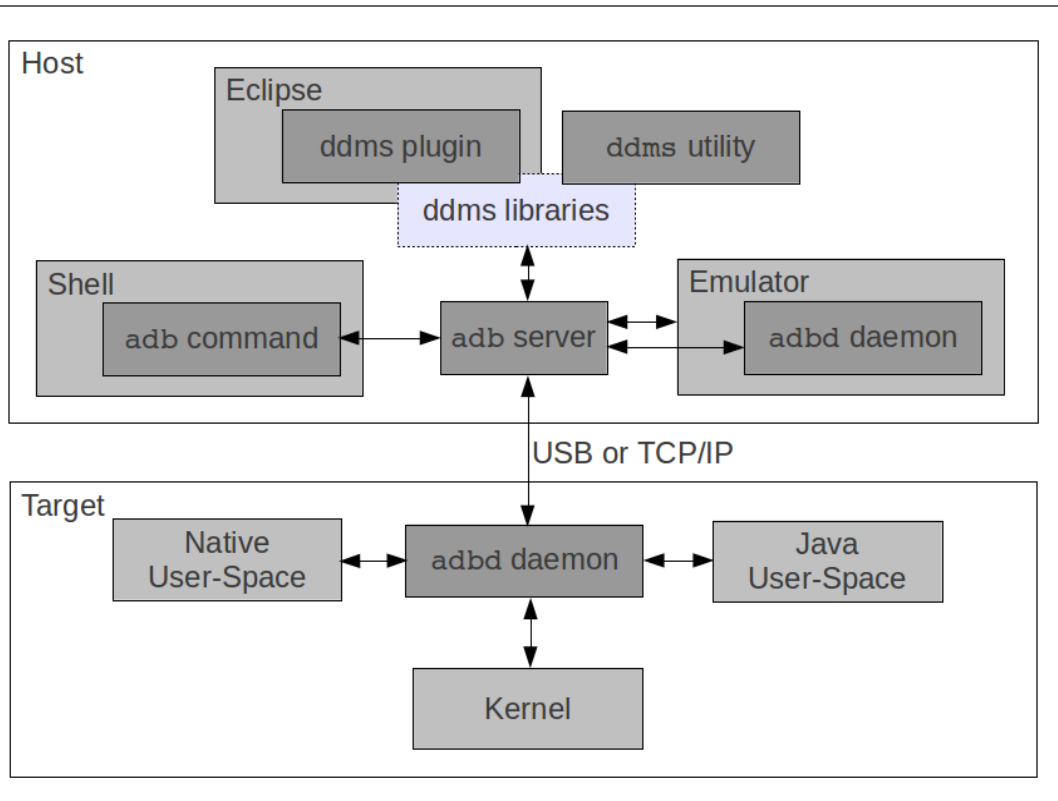 Host
Eclipse
ddms plugin
ddms utility
ddms libraries
Shell
adb command
adb server
Emulator
adbd daemon
USB or TCP/IP
Target
Native
User-Space
adbd daemon
Java
User-Space
Kernel